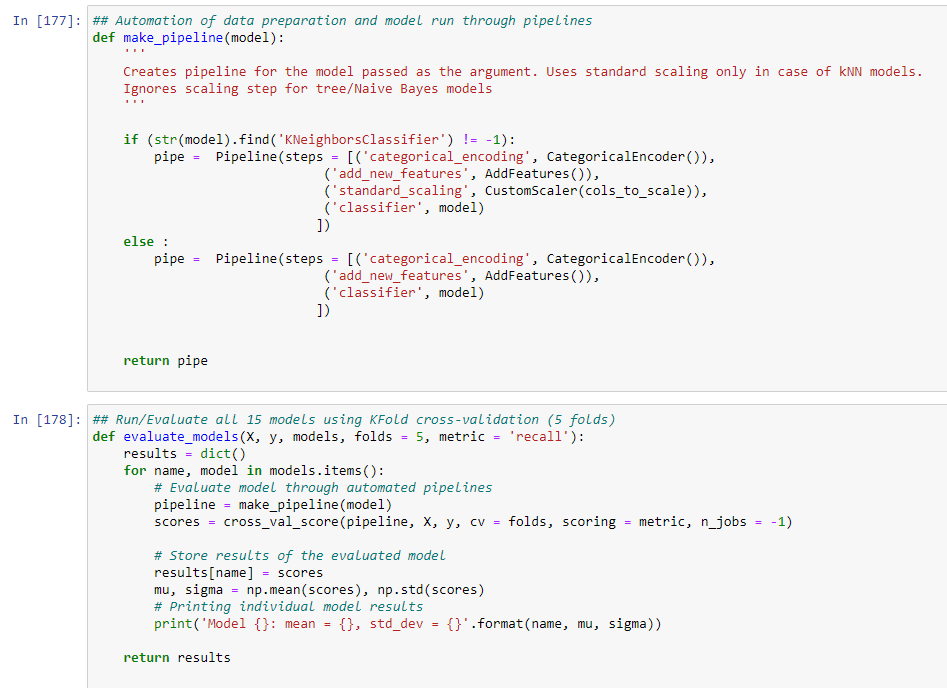 In [177]: ## Automation of data preparation and model run through pipelines
def make_pipeline(model):
    '''
    Creates pipeline for the model passed as the argument. Uses standard scaling only in case of kNN models.
    Ignores scaling step for tree/Naive Bayes models
    '''
    if (str(model).find('KNeighborsClassifier') != -1):
        pipe =  Pipeline(steps = [('categorical_encoding', CategoricalEncoder()),
                              ('add_new_features', AddFeatures()),
                              ('standard_scaling', CustomScaler(cols_to_scale)),
                              ('classifier', model)
                             ])
    else :
        pipe =  Pipeline(steps = [('categorical_encoding', CategoricalEncoder()),
                              ('add_new_features', AddFeatures()),
                              ('classifier', model)
                             ])
    return pipe
In [178]: ## Run/Evaluate all 15 models using KFold cross-validation (5 folds)
def evaluate_models(X, y, models, folds = 5, metric = 'recall'):
    results = dict()
    for name, model in models.items():
        # Evaluate model through automated pipelines
        pipeline = make_pipeline(model)
        scores = cross_val_score(pipeline, X, y, cv = folds, scoring = metric, n_jobs = -1)
        # Store results of the evaluated model
        results[name] = scores
        mu, sigma = np.mean(scores), np.std(scores)
        # Printing individual model results
        print('Model {}: mean = {}, std_dev = {}'.format(name, mu, sigma))
    return results